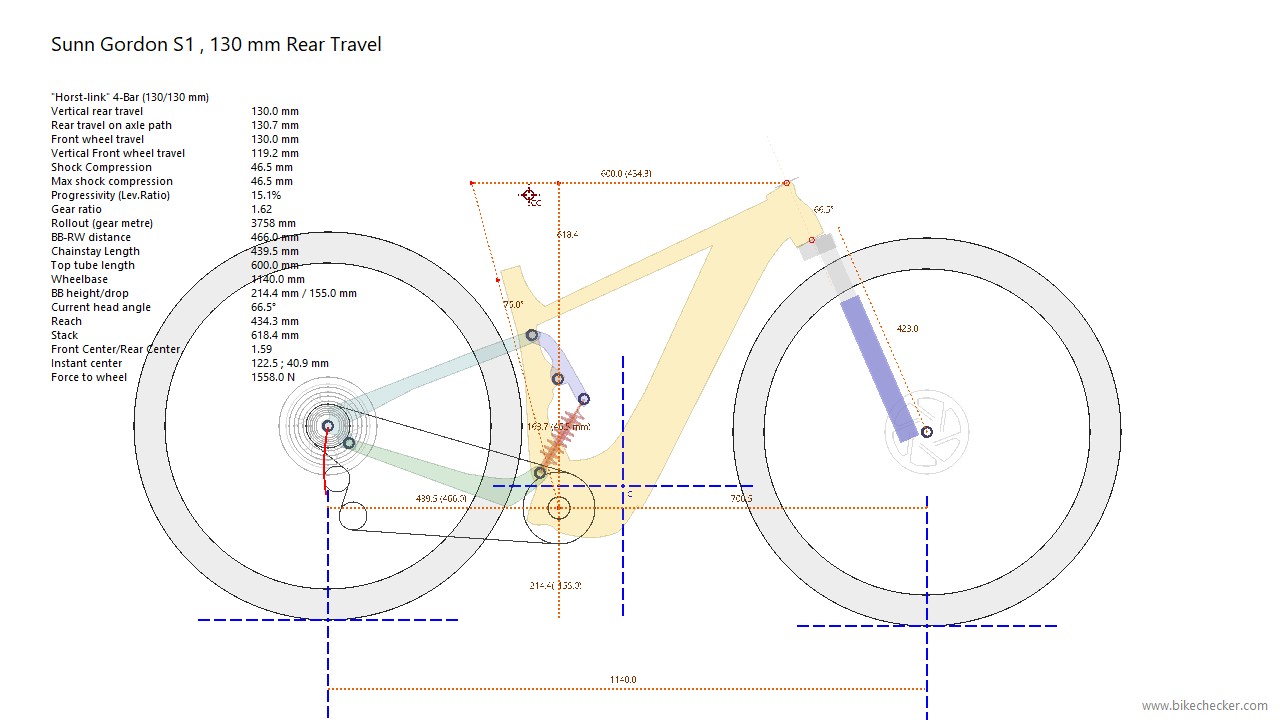 Sunn Gordon S1 , 130 mm Rear Travel
"Horst-link" 4-Bar (130/130 mm)
Vertical rear travel 130.0 mm
Rear travel on axle path 130.7 mm
Front wheel travel 130.0 mm
Vertical Front wheel travel 119.2 mm
Shock Compression 46.5 mm
Max shock compression 46.5 mm
Progressivity (Lev.Ratio) 15.1%
Gear ratio 1.62
Rollout (gear metre) 3758 mm
BB-RW distance 466.0 mm
Chainstay Length 439.5 mm
Top tube length 600.0 mm
Wheelbase 1140.0 mm
BB height/drop 214.4 mm / 155.0 mm
Current head angle 66.5°
Reach 434.3 mm
Stack 618.4 mm
Front Center/Rear Center 1.59
Instant center 122.5 ; 40.9 mm
Force to wheel 1558.0 N
600.0 (434.3)
CC
66.5°
618.4
75.0°
423.0
(46.5 mm)
439.5 (466.0)
C
706.5
214.4( 155.0)
1140.0
www.bikechecker.com